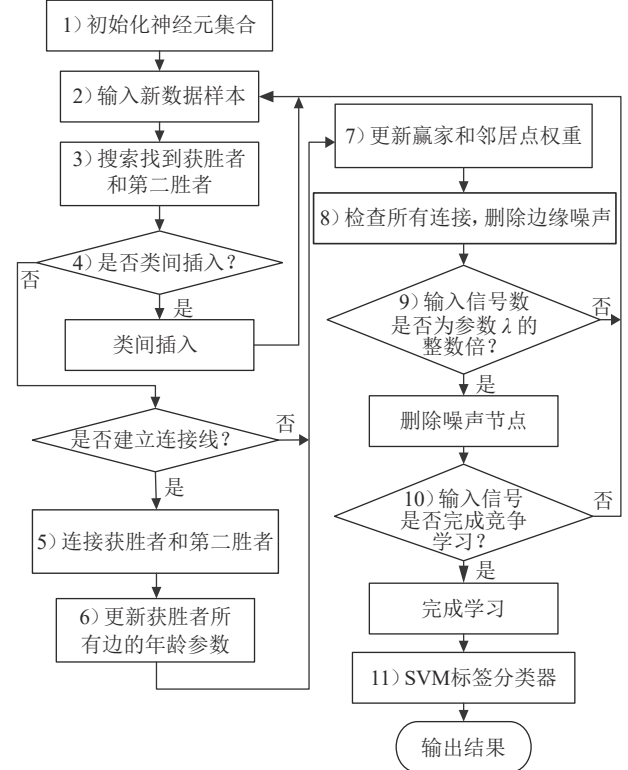 1）初始化神经元集合
2）输入新数据样本
3）搜索找到获胜者
和第二胜者
4）是否类间插入？
否
是
类间插入
是否建立连接线？
否
是
5）连接获胜者和第二胜者
6）更新获胜者所
有边的年龄参数
7）更新赢家和邻居点权重
8）检查所有连接，删除边缘噪声
9）输入信号数
是否为参数λ的
整数倍？
否
是
删除噪声节点
10）输入信号
是否完成竞争
学习？
否
是
完成学习
11）SVM标签分类器
输出结果